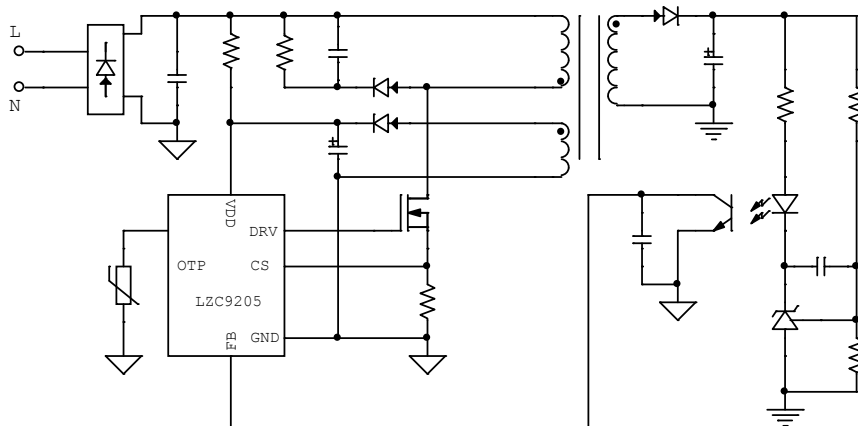 L
N
VDD
DRV
OTP
CS
LZC9205
FB
GND